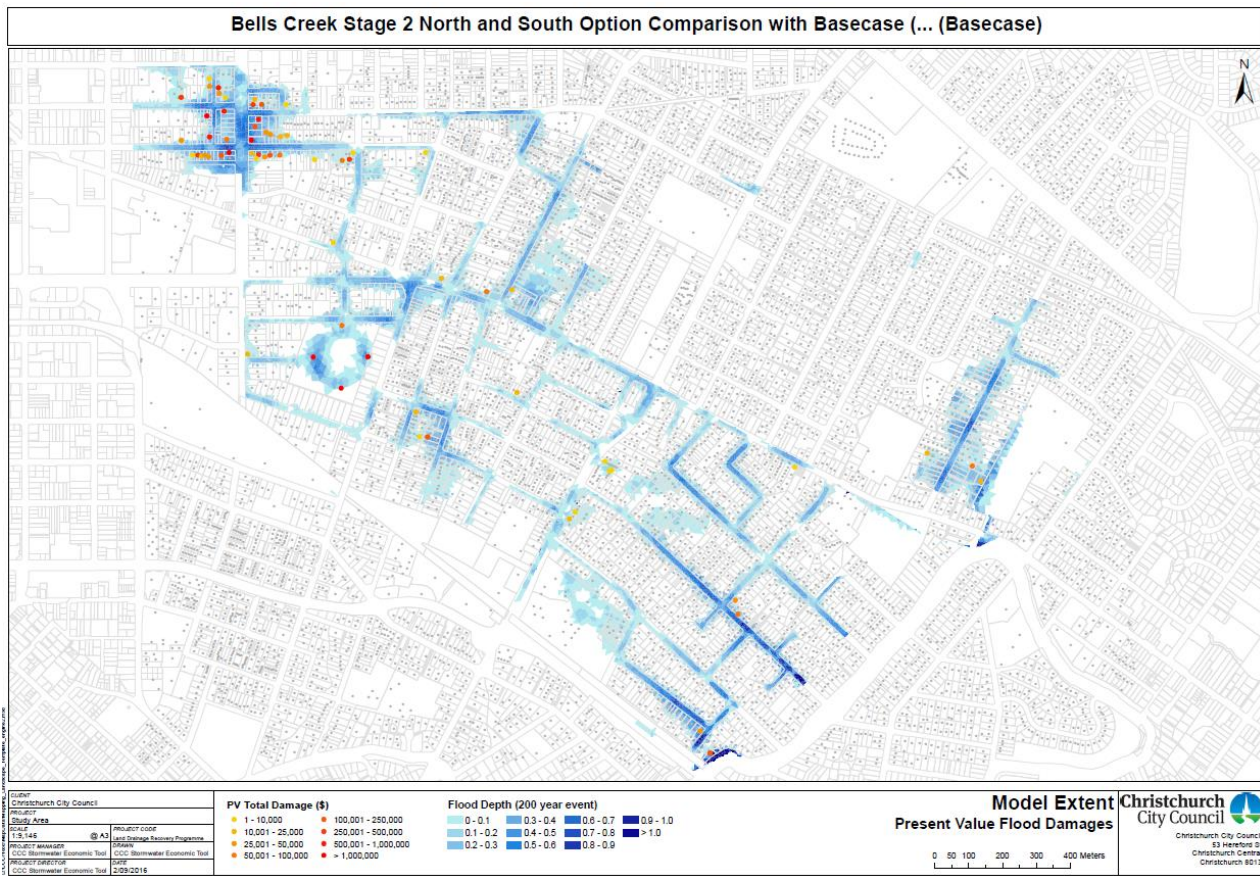 Bells Creek Stage 2 North and South Option Comparison with Basecase (... (Basecase)
N
CLIENT
Christchurch City Council
PROJECT
Study Area
SCALE
1:9,146 @ A3
PROJECT CODE
Land Drainage Recovery Programme
PROJECT MANAGER
CCC Stormwater Economic Tool
DRAWN
CCC Stormwater Economic Tool
PROJECT DIRECTOR
CCC Stormwater Economic Tool
DATE
2/09/2016
PV Total Damage ($)
1 - 10,000
10,001 - 25,000
25,001 - 50,000
50,001 - 100,000
100,001 - 250,000
250,001 - 500,000
500,001 - 1,000,000
> 1,000,000
Flood Depth (200 year event)
0 - 0.1
0.1 - 0.2
0.2 - 0.3
0.3 - 0.4
0.4 - 0.5
0.5 - 0.6
0.6 - 0.7
0.7 - 0.8
0.8 - 0.9
0.9 - 1.0
> 1.0
Model Extent
Present Value Flood Damages
0 50 100 200 300 400 Meters
Christchurch
City Council
Christchurch City Council
53 Hereford S
Christchurch Centra
Christchurch 801